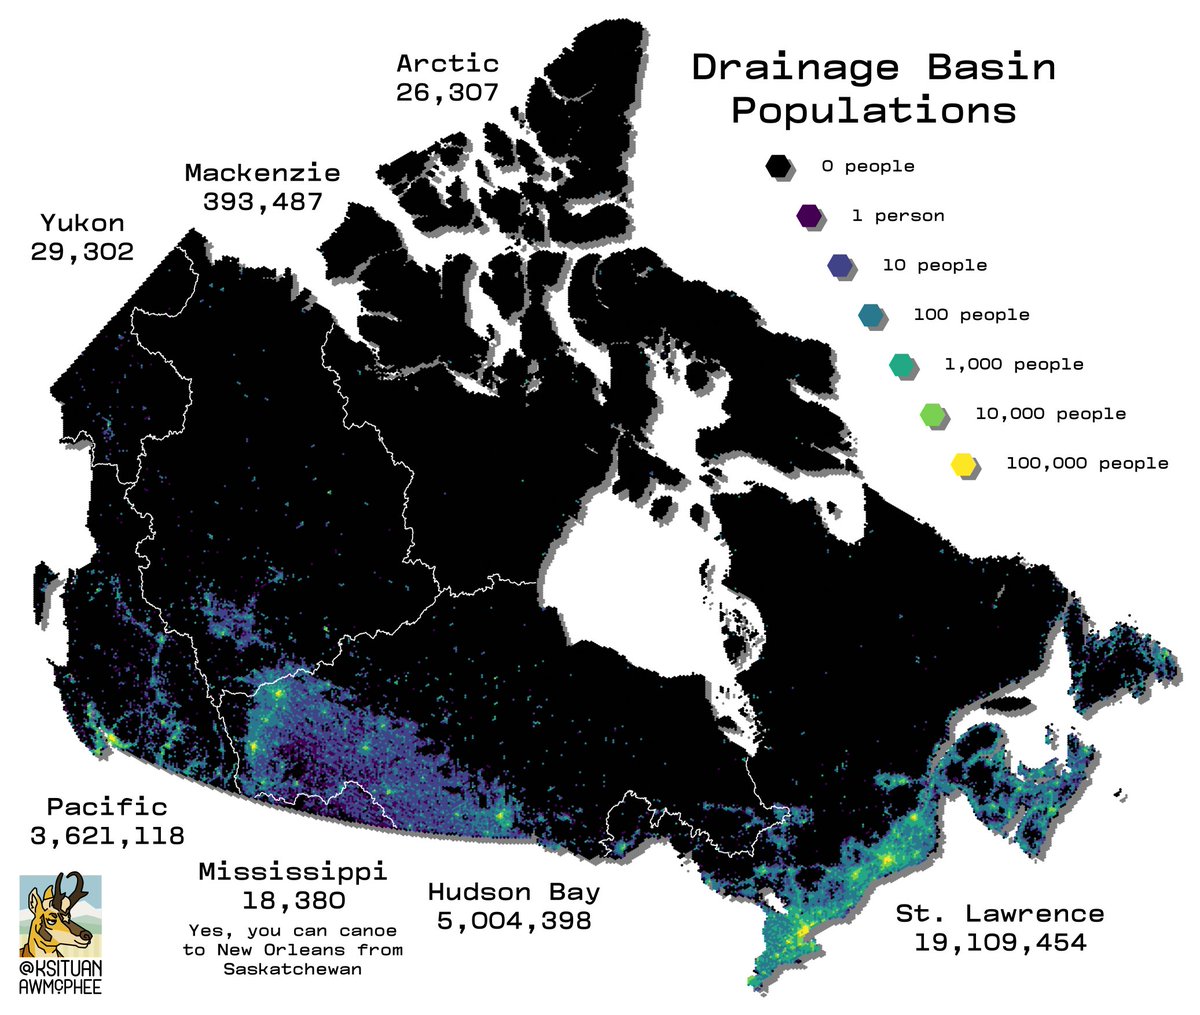 Drainage Basin
Populations
0 people
1 person
10 people
100 people
1,000 people
10,000 people
100,000 people
Arctic
26,307
Mackenzie
393,487
Yukon
29,302
Pacific
3,621,118
Mississippi
18,380
Yes, you can canoe
to New Orleans from
Saskatchewan
Hudson Bay
5,004,398
St. Lawrence
19,109,454
@KSITUAN
AWMCPHEE